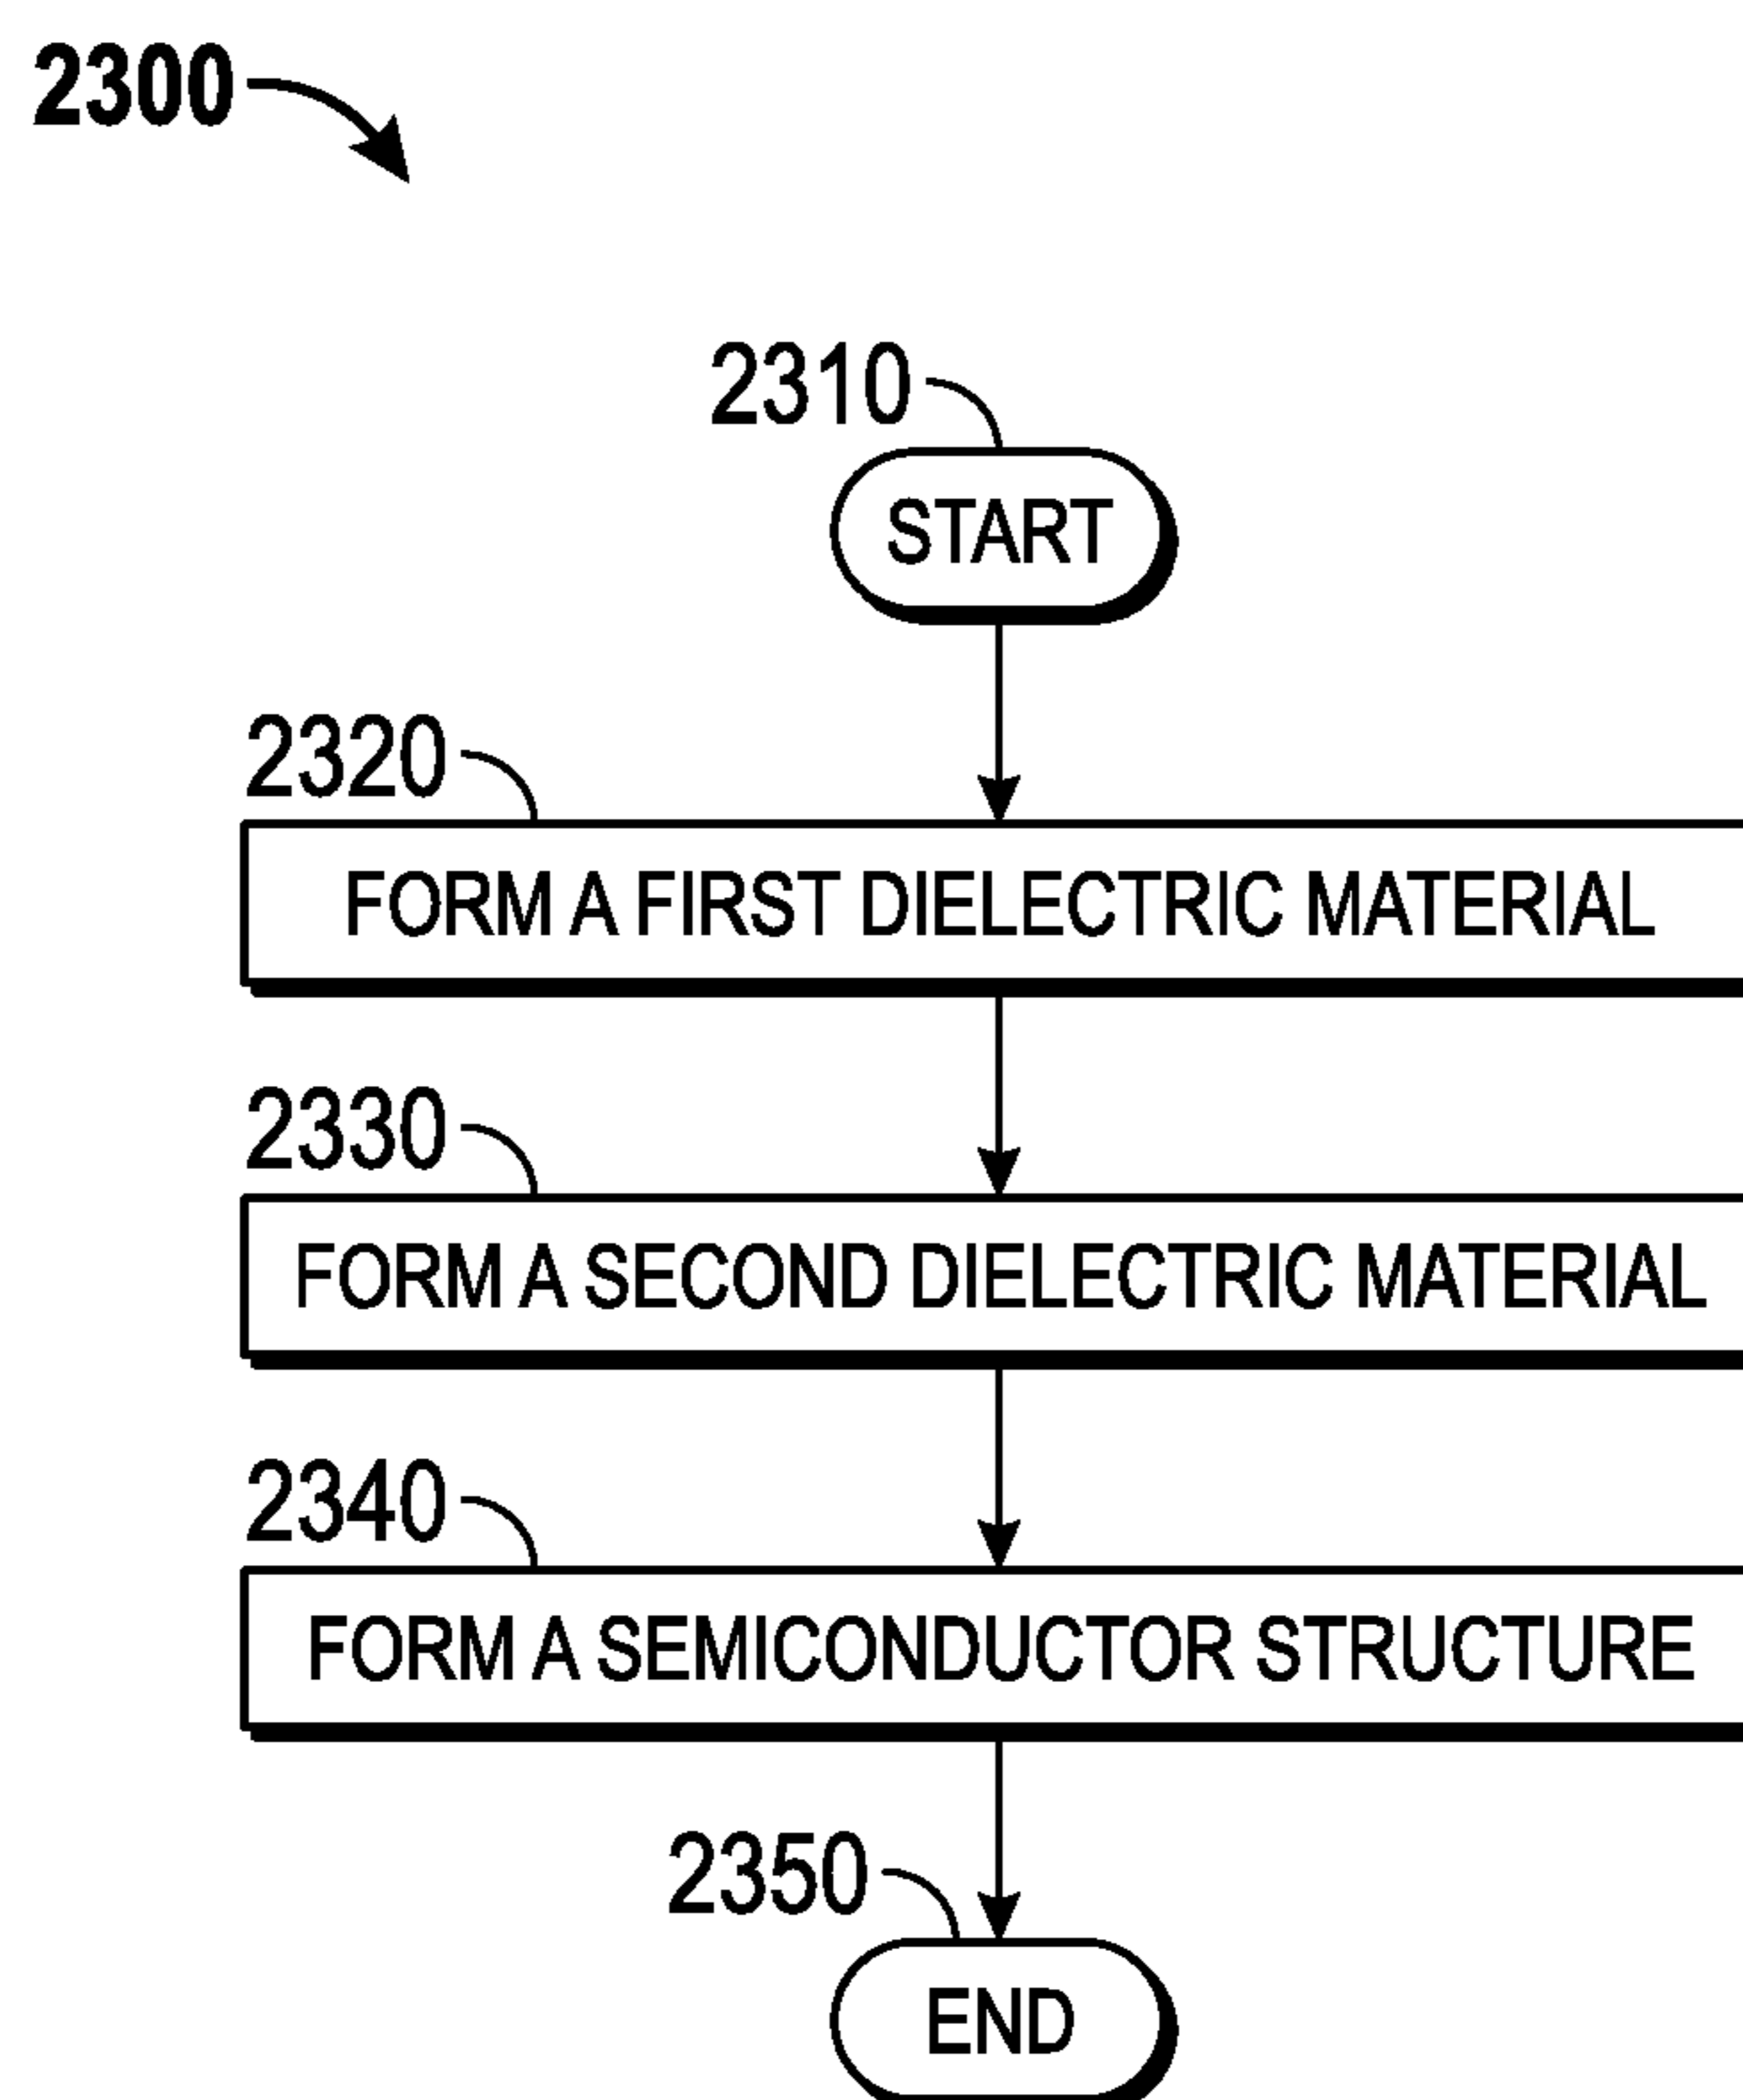 2300
2310
START
2320
FORM A FIRST DIELECTRIC MATERIAL
2330
FORM A SECOND DIELECTRIC MATERIAL
2340
FORM A SEMICONDUCTOR STRUCTURE
2350
END